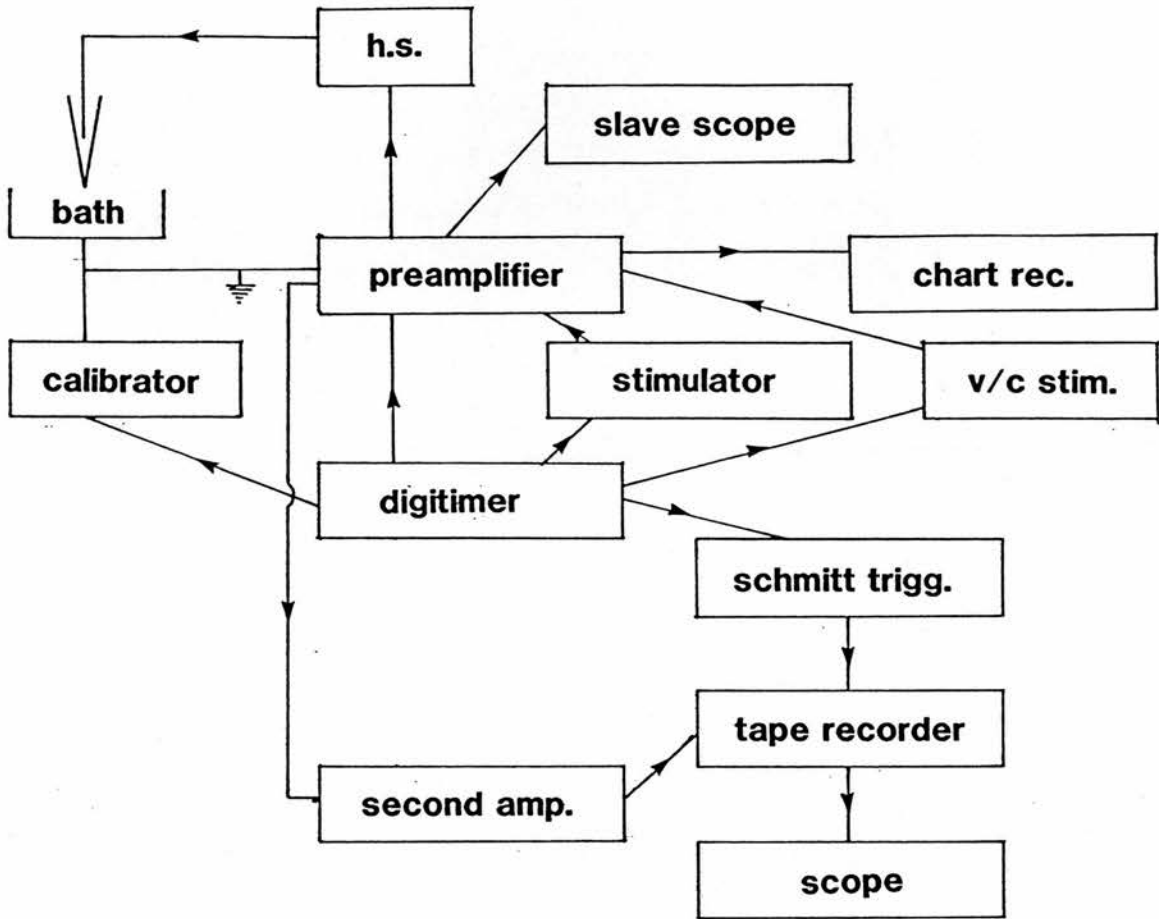 h.s.
slave scope
bath
preamplifier
chart rec.
calibrator
stimulator
v/c stim.
digitimer
schmitt trigg.
tape recorder
second amp.
scope